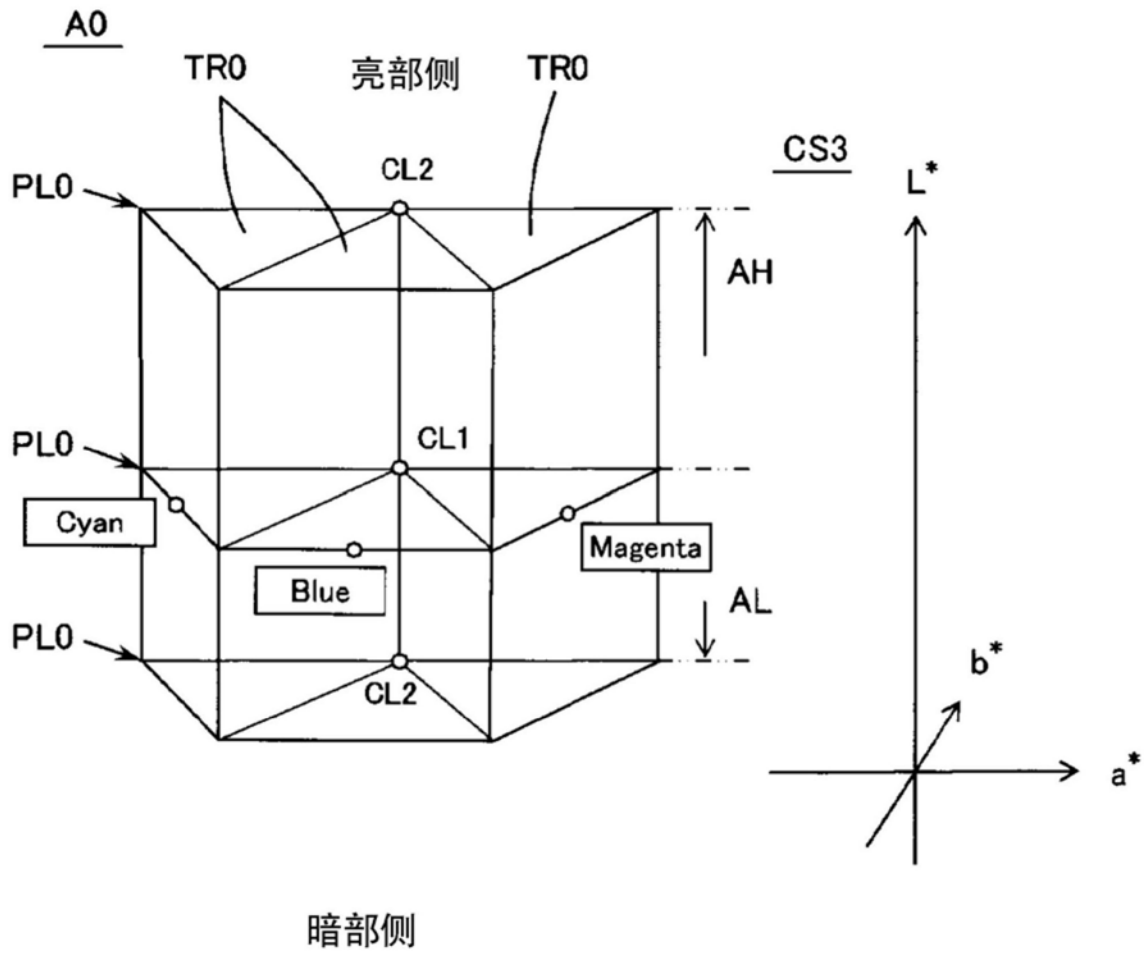 A0
TR0
亮部侧
TR0
CL2
CS3
PL0
L*
AH
CL1
PL0
Cyan
Magenta
Blue
AL
PL0
b*
CL2
a*
暗部侧